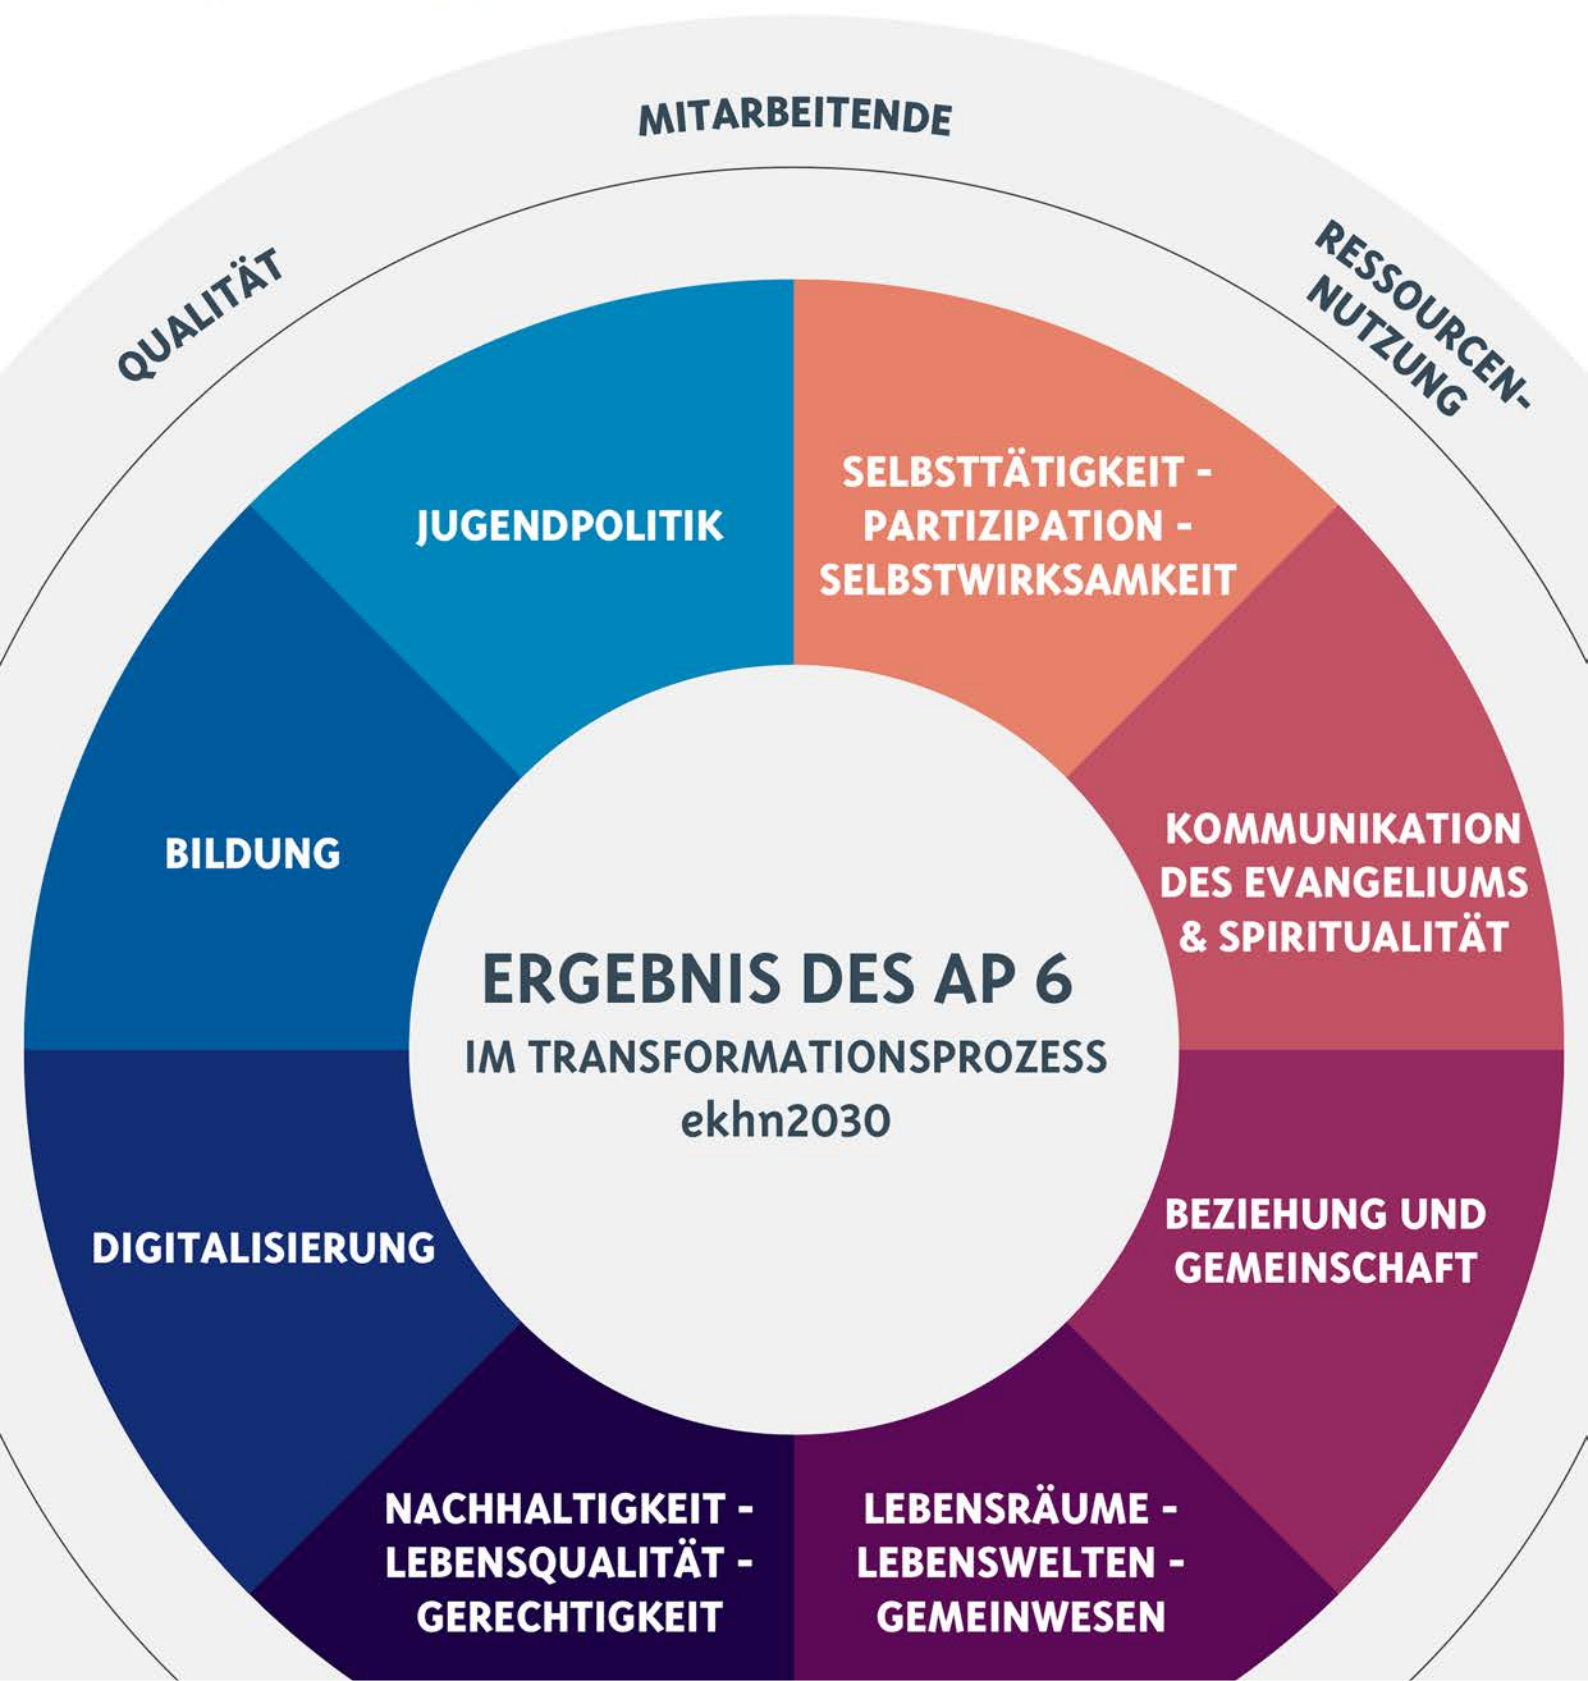 MITARBEITENDE
QUALITÄT
RESSOURCEN-
NUTZUNG
JUGENDPOLITIK
SELBSTTÄTIGKEIT -
PARTIZIPATION -
SELBSTWIRKSAMKEIT
BILDUNG
KOMMUNIKATION
DES EVANGELIUMS
& SPIRITUALITÄT
ERGEBNIS DES AP 6
IM TRANSFORMATIONSPROZESS
ekhn2030
DIGITALISIERUNG
BEZIEHUNG UND
GEMEINSCHAFT
NACHHALTIGKEIT -
LEBENSQUALITÄT -
GERECHTIGKEIT
LEBENSRÄUME -
LEBENSWELTEN -
GEMEINWESEN